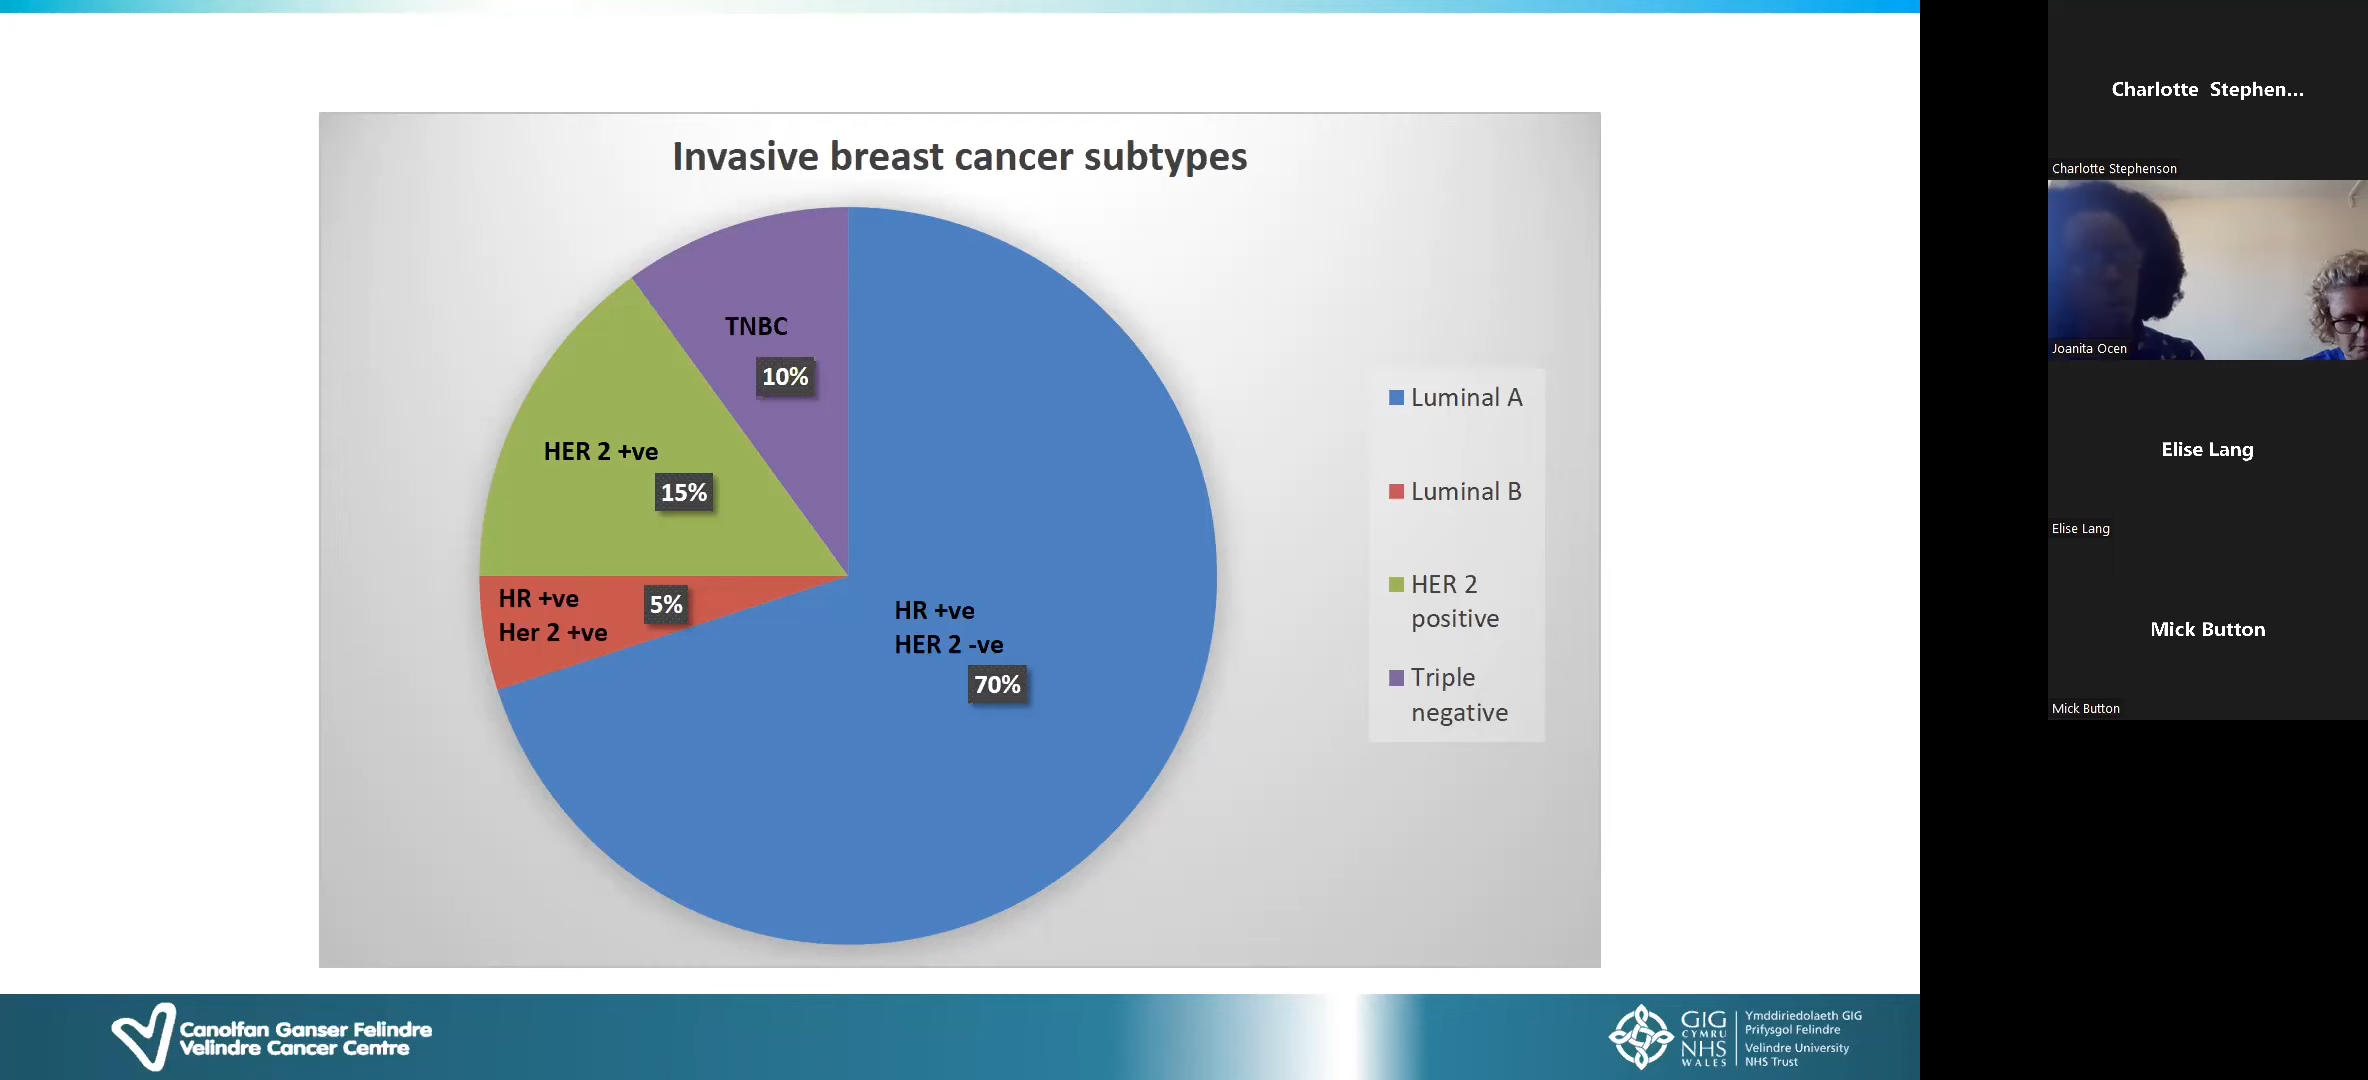 Invasive breast cancer subtypes
TNBC
10%
HER 2 +ve
15%
HR +ve
Her 2 +ve
5%
HR +ve
HER 2 -ve
70%
Luminal A
Luminal B
HER 2
positive
Triple
negative
Canolfan Ganser Felindre
Velindre Cancer Centre
GIG
CYMRU
NHS
WALES
Ymddiriedolaeth GIG
Prifysgol Felindre
Velindre University
NHS Trust
Charlotte Stephen...
Charlotte Stephenson
Joanita Ocen
Elise Lang
Elise Lang
Mick Button
Mick Button